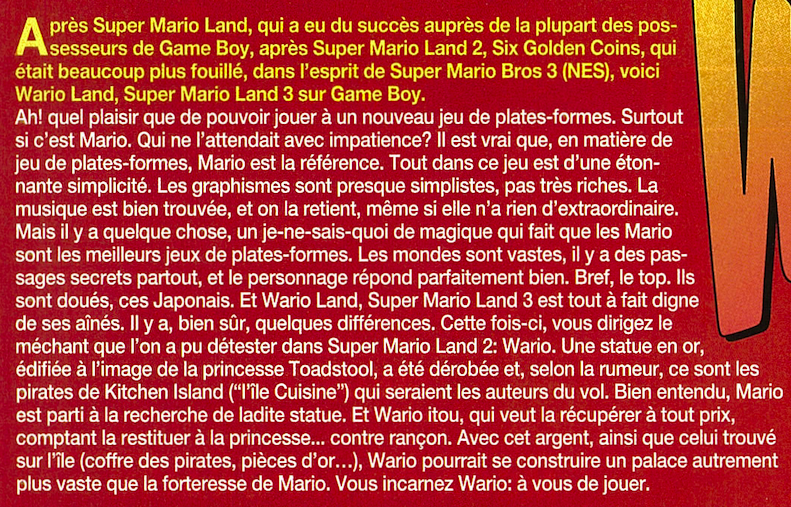 Après Super Mario Land, qui a eu du succès auprès de la plupart des pos-
sesseurs de Game Boy, après Super Mario Land 2, Six Golden Coins, qui
était beaucoup plus fouillé, dans l'esprit de Super Mario Bros 3 (NES), voici
Wario Land, Super Mario Land 3 sur Game Boy.
Ah! quel plaisir que de pouvoir jouer à un nouveau jeu de plates-formes. Surtout
si c'est Mario. Qui ne l'attendait avec impatience? Il est vrai que, en matière de
jeu de plates-formes, Mario est la référence. Tout dans ce jeu est d'une éton-
nante simplicité. Les graphismes sont presque simplistes, pas très riches. La
musique est bien trouvée, et on la retient, même si elle n'a rien d'extraordinaire.
Mais il y a quelque chose, un je-ne-sais-quoi de magique qui fait que les Mario
sont les meilleurs jeux de plates-formes. Les mondes sont vastes, il y a des pas-
sages secrets partout, et le personnage répond parfaitement bien. Bref, le top. Ils
sont doués, ces Japonais. Et Wario Land, Super Mario Land 3 est tout à fait digne
de ses aînés. Il y a, bien sûr, quelques différences. Cette fois-ci, vous dirigez le
méchant que l'on a pu détester dans Super Mario Land 2: Wario. Une statue en or,
édifiée à l'image de la princesse Toadstool, a été dérobée et, selon la rumeur, ce sont les
pirates de Kitchen Island ("l'île Cuisine") qui seraient les auteurs du vol. Bien entendu, Mario
est parti à la recherche de ladite statue. Et Wario itou, qui veut la récupérer à tout prix,
comptant la restituer à la princesse... contre rançon. Avec cet argent, ainsi que celui trouvé
sur l'île (coffre des pirates, pièces d'or...), Wario pourrait se construire un palace autrement
plus vaste que la forteresse de Mario. Vous incarnez Wario: à vous de jouer.